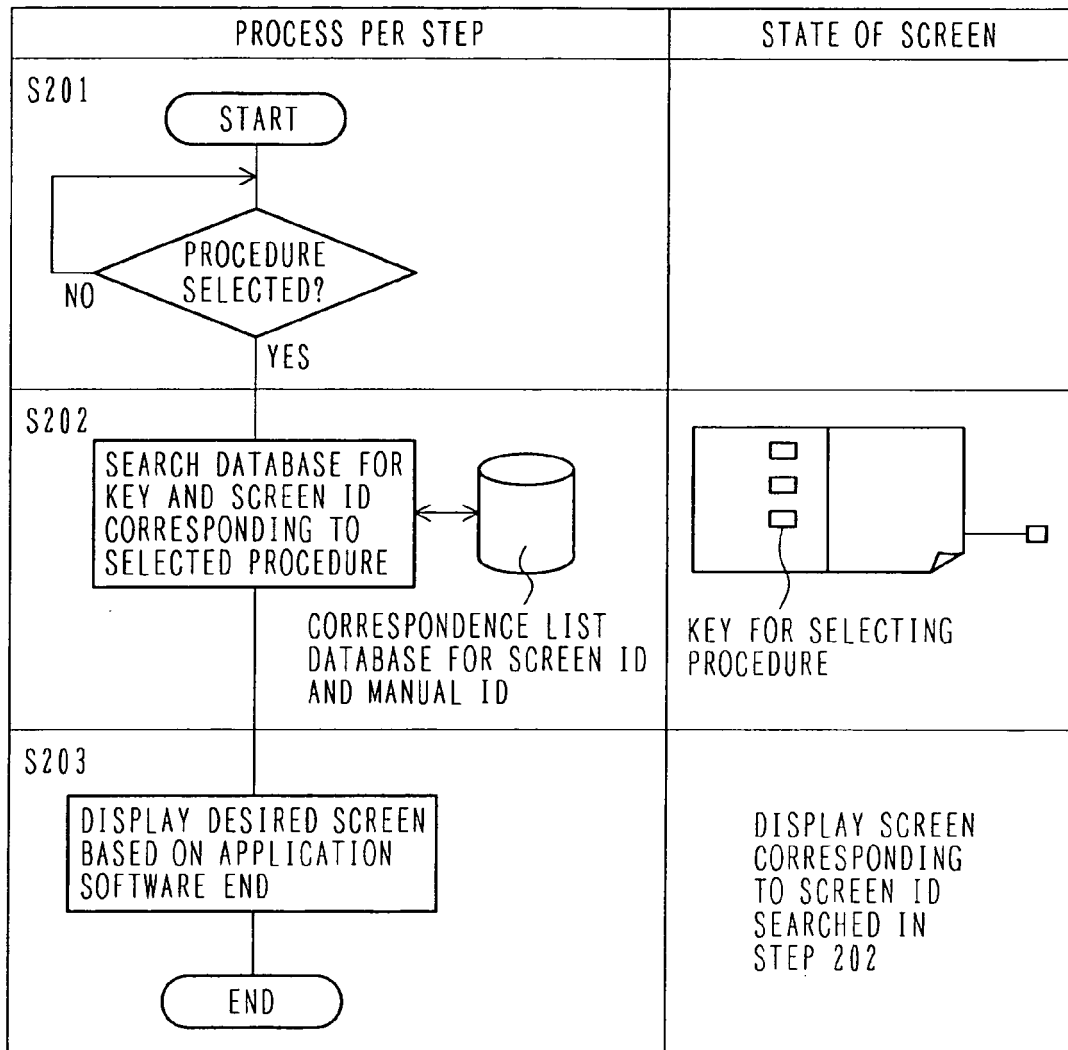 PROCESS PER STEP
STATE OF SCREEN
S201
START
PROCEDURE
SELECTED?
NO
YES
S202
SEARCH DATABASE FOR
KEY AND SCREEN ID
CORRESPONDING TO
SELECTED PROCEDURE
CORRESPONDENCE LIST
DATABASE FOR SCREEN ID
AND MANUAL ID
KEY FOR SELECTING
PROCEDURE
S203
DISPLAY DESIRED SCREEN
BASED ON APPLICATION
SOFTWARE END
DISPLAY SCREEN
CORRESPONDING
TO SCREEN ID
SEARCHED IN
STEP 202
END